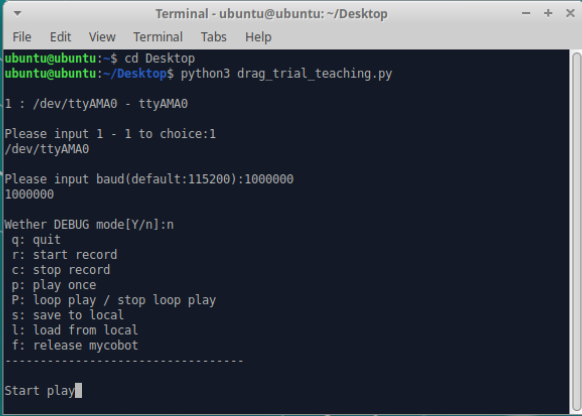 Terminal - ubuntu@ubuntu: ~/Desktop
File Edit View Terminal Tabs Help
ubuntu@ubuntu:~$ cd Desktop
ubuntu@ubuntu:~/Desktop$ python3 drag_trial_teaching.py
1 : /dev/ttyAMA0 - ttyAMA0
Please input 1 - 1 to choice:1
/dev/ttyAMA0
Please input baud(default:115200):1000000
1000000
Wether DEBUG mode[Y/n]:n
q: quit
r: start record
c: stop record
p: play once
P: loop play / stop loop play
s: save to local
l: load from local
f: release mycobot
----------------------------------
Start play